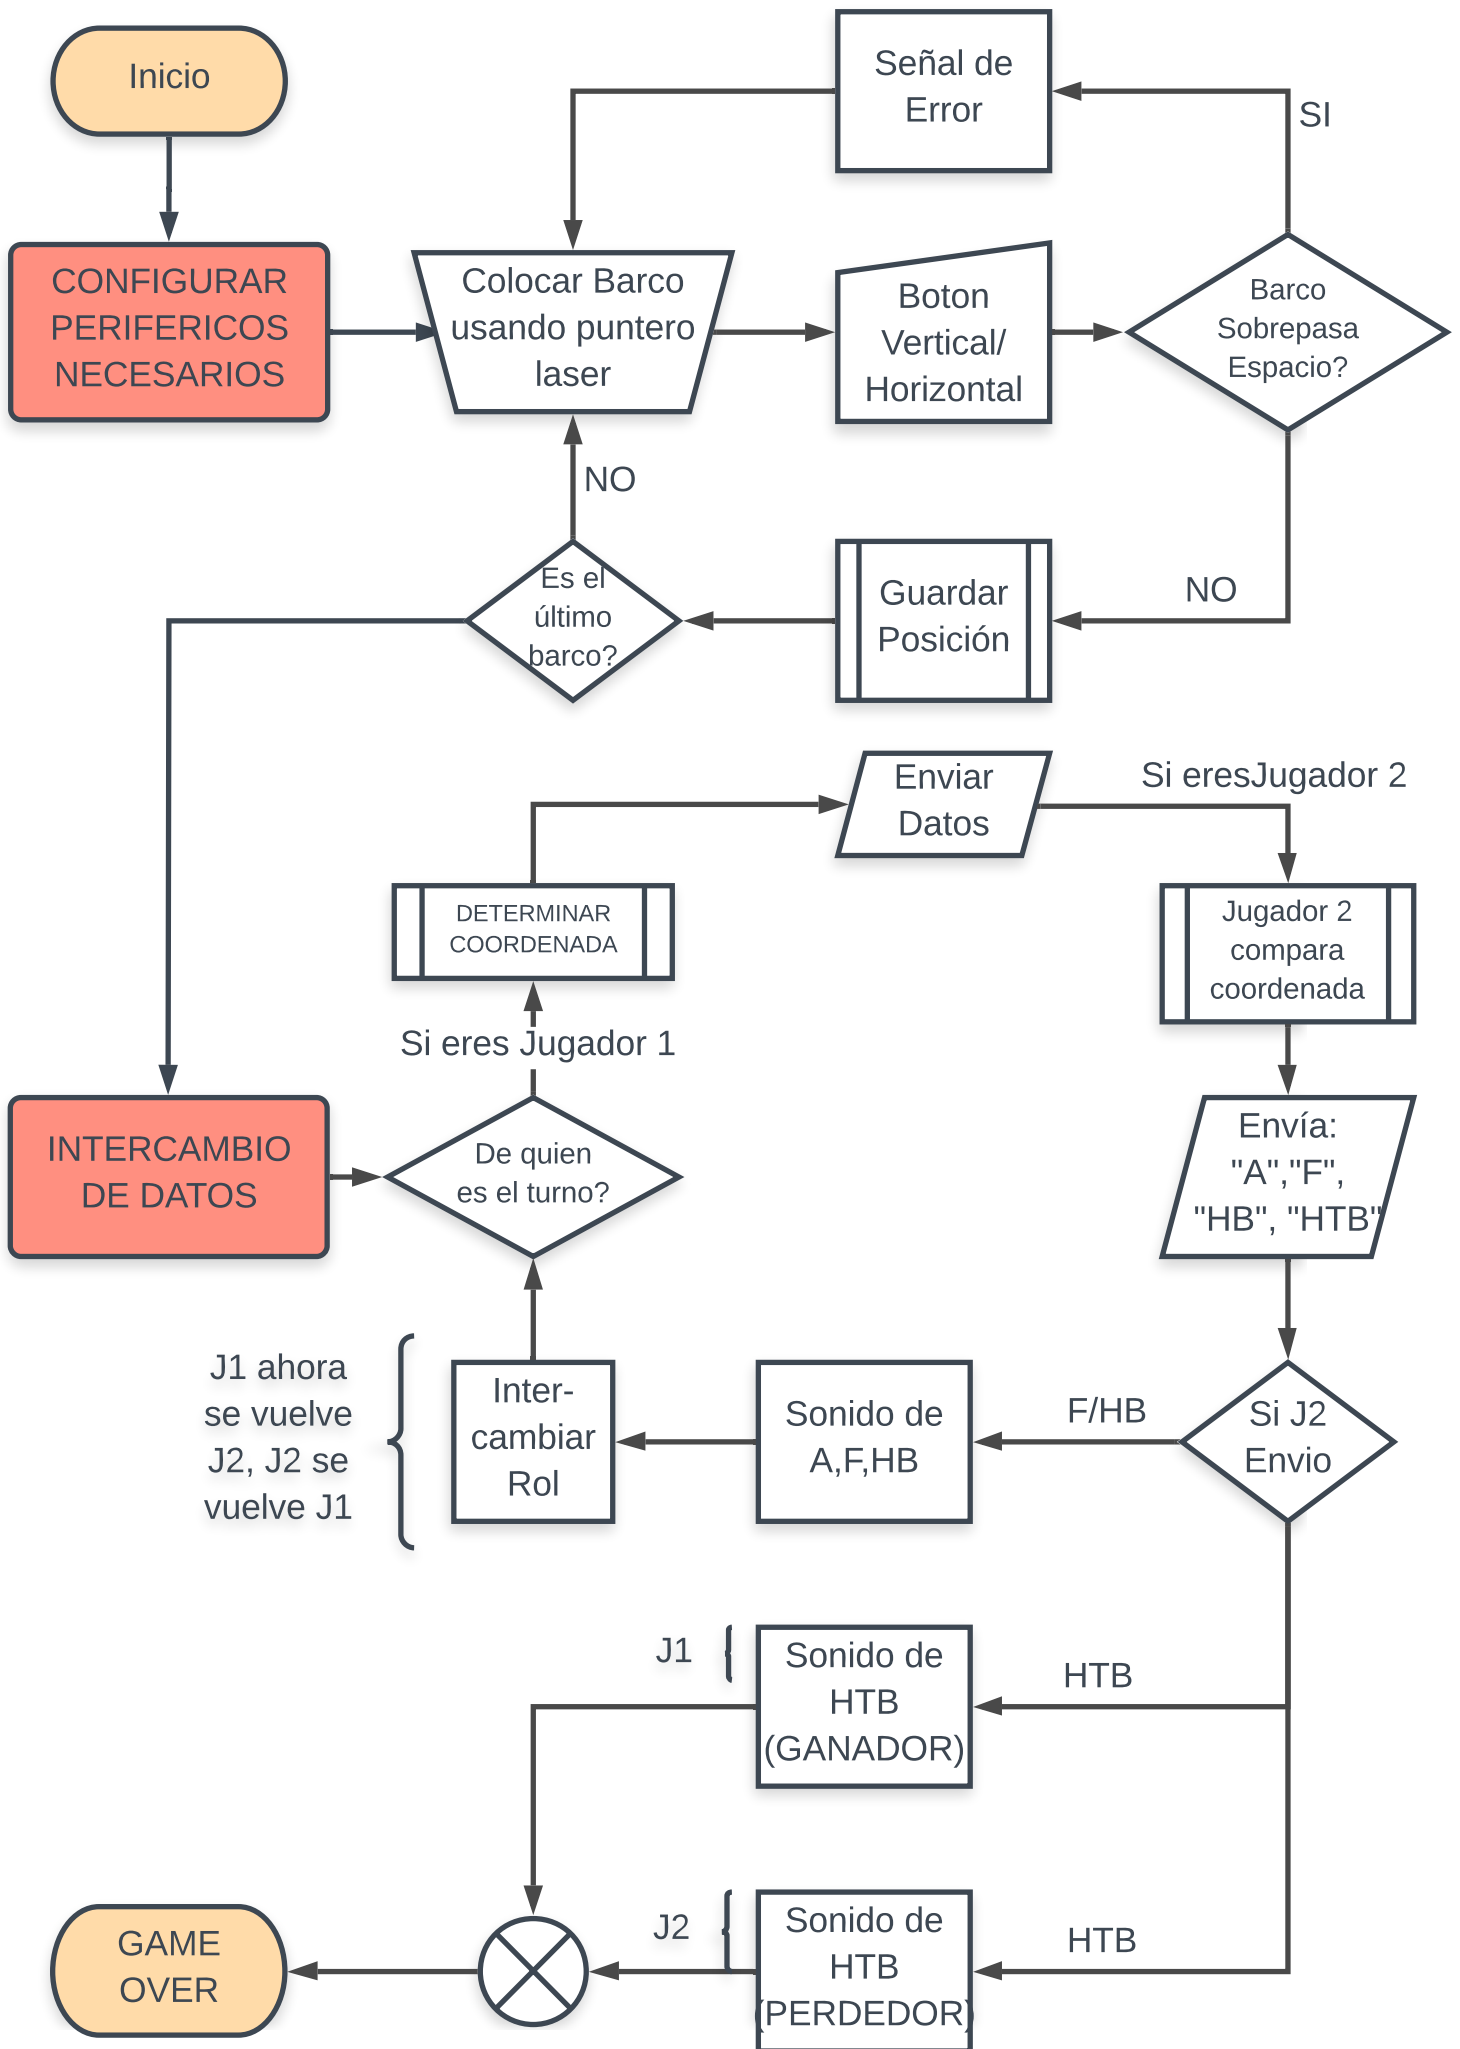 Inicio
Señal de
Error
SI
CONFIGURAR
PERIFERICOS
NECESARIOS
Colocar Barco
usando puntero
laser
Boton
Vertical/
Horizontal
Barco
Sobrepasa
Espacio?
NO
Es el
último
barco?
Guardar
Posición
NO
Enviar
Datos
Si eresJugador 2
DETERMINAR
COORDENADA
Jugador 2
compara
coordenada
Si eres Jugador 1
INTERCAMBIO
DE DATOS
De quien
es el turno?
Envía:
"A","F",
"HB", "HTB"
J1 ahora
se vuelve
J2, J2 se
vuelve J1
Inter-
cambiar
Rol
Sonido de
A,F,HB
F/HB
Si J2
Envio
J1
Sonido de
HTB
(GANADOR)
HTB
GAME
OVER
J2
Sonido de
HTB
(PERDEDOR)
HTB